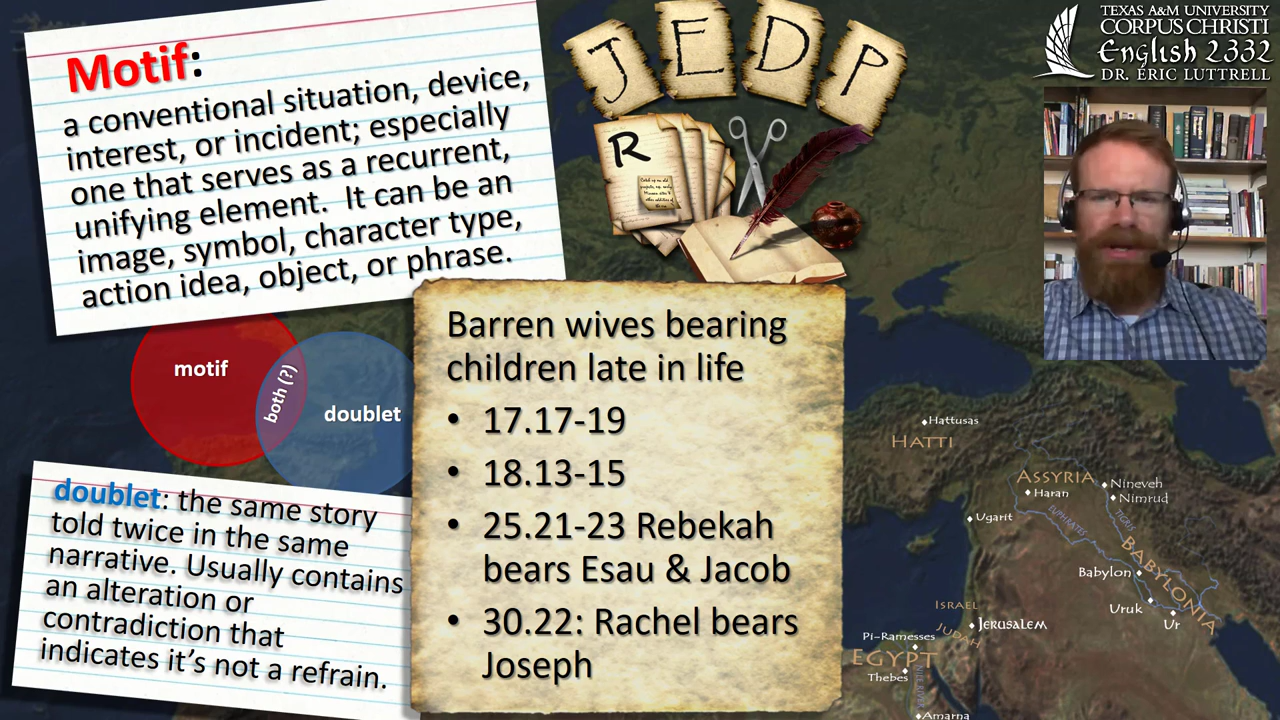 Motif:
a conventional situation, device,
interest, or incident; especially
one that serves as a recurrent,
unifying element. It can be an
image, symbol, character type,
action idea, object, or phrase.
motif
both (?)
doublet
doublet: the same story
told twice in the same
narrative. Usually contains
an alteration or
contradiction that
indicates it's not a refrain.
J E D P
R
Barren wives bearing
children late in life
• 17.17-19
• 18.13-15
• 25.21-23 Rebekah
bears Esau & Jacob
• 30.22: Rachel bears
Joseph
TEXAS A&M UNIVERSITY
CORPUS CHRISTI
English 2332
DR. ERIC LUTTRELL
Hattusas
HATTI
ASSYRIA
Haran
Nineveh
Nimrud
Ugarit
EUPHRATES
TIGRIS
BABYLONIA
Babylon
Uruk
Ur
ISRAEL
JUDAH
JERUSALEM
Pi-Ramesses
EGYPT
Thebes
NILE RIVER
Amarna